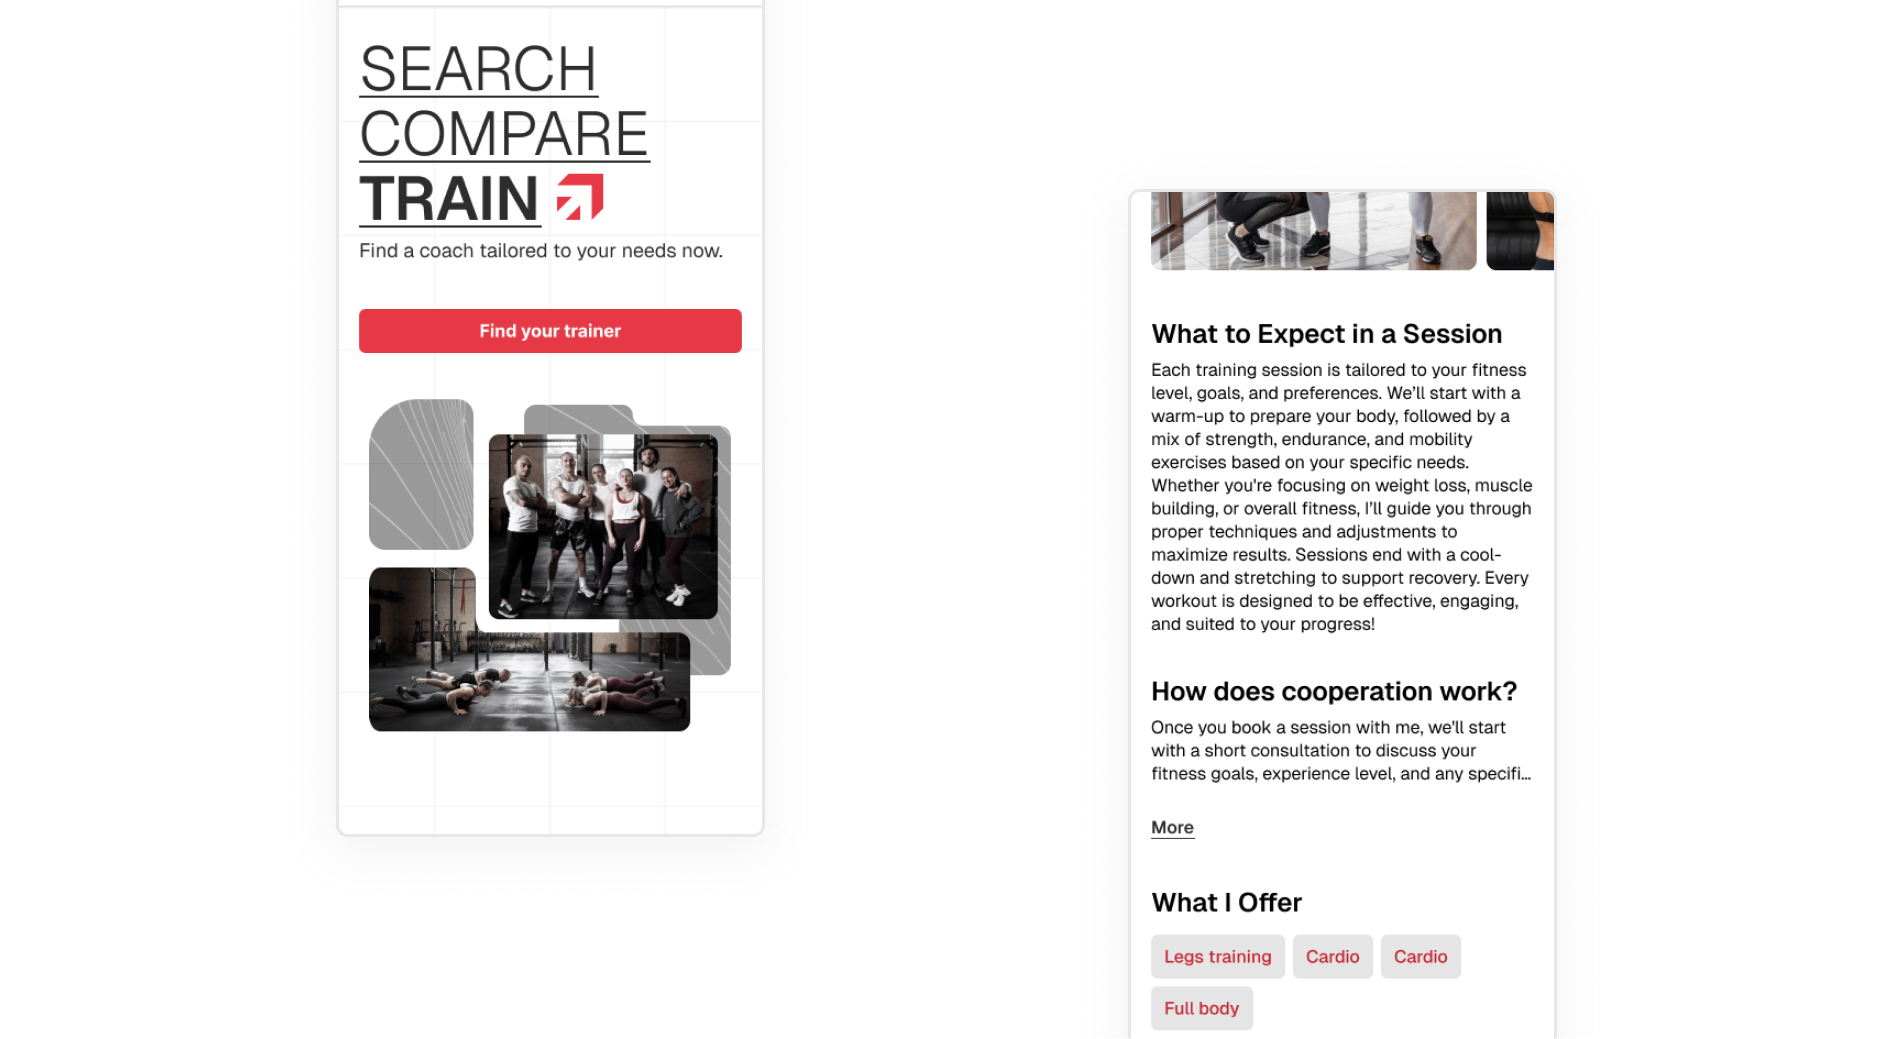 SEARCH
COMPARE
TRAIN
Find a coach tailored to your needs now.
Find your trainer
What to Expect in a Session
Each training session is tailored to your fitness
level, goals, and preferences. We’ll start with a
warm-up to prepare your body, followed by a
mix of strength, endurance, and mobility
exercises based on your specific needs.
Whether you're focusing on weight loss, muscle
building, or overall fitness, I’ll guide you through
proper techniques and adjustments to
maximize results. Sessions end with a cool-
down and stretching to support recovery. Every
workout is designed to be effective, engaging,
and suited to your progress!
How does cooperation work?
Once you book a session with me, we'll start
with a short consultation to discuss your
fitness goals, experience level, and any specifi...
More
What I Offer
Legs training
Cardio
Cardio
Full body